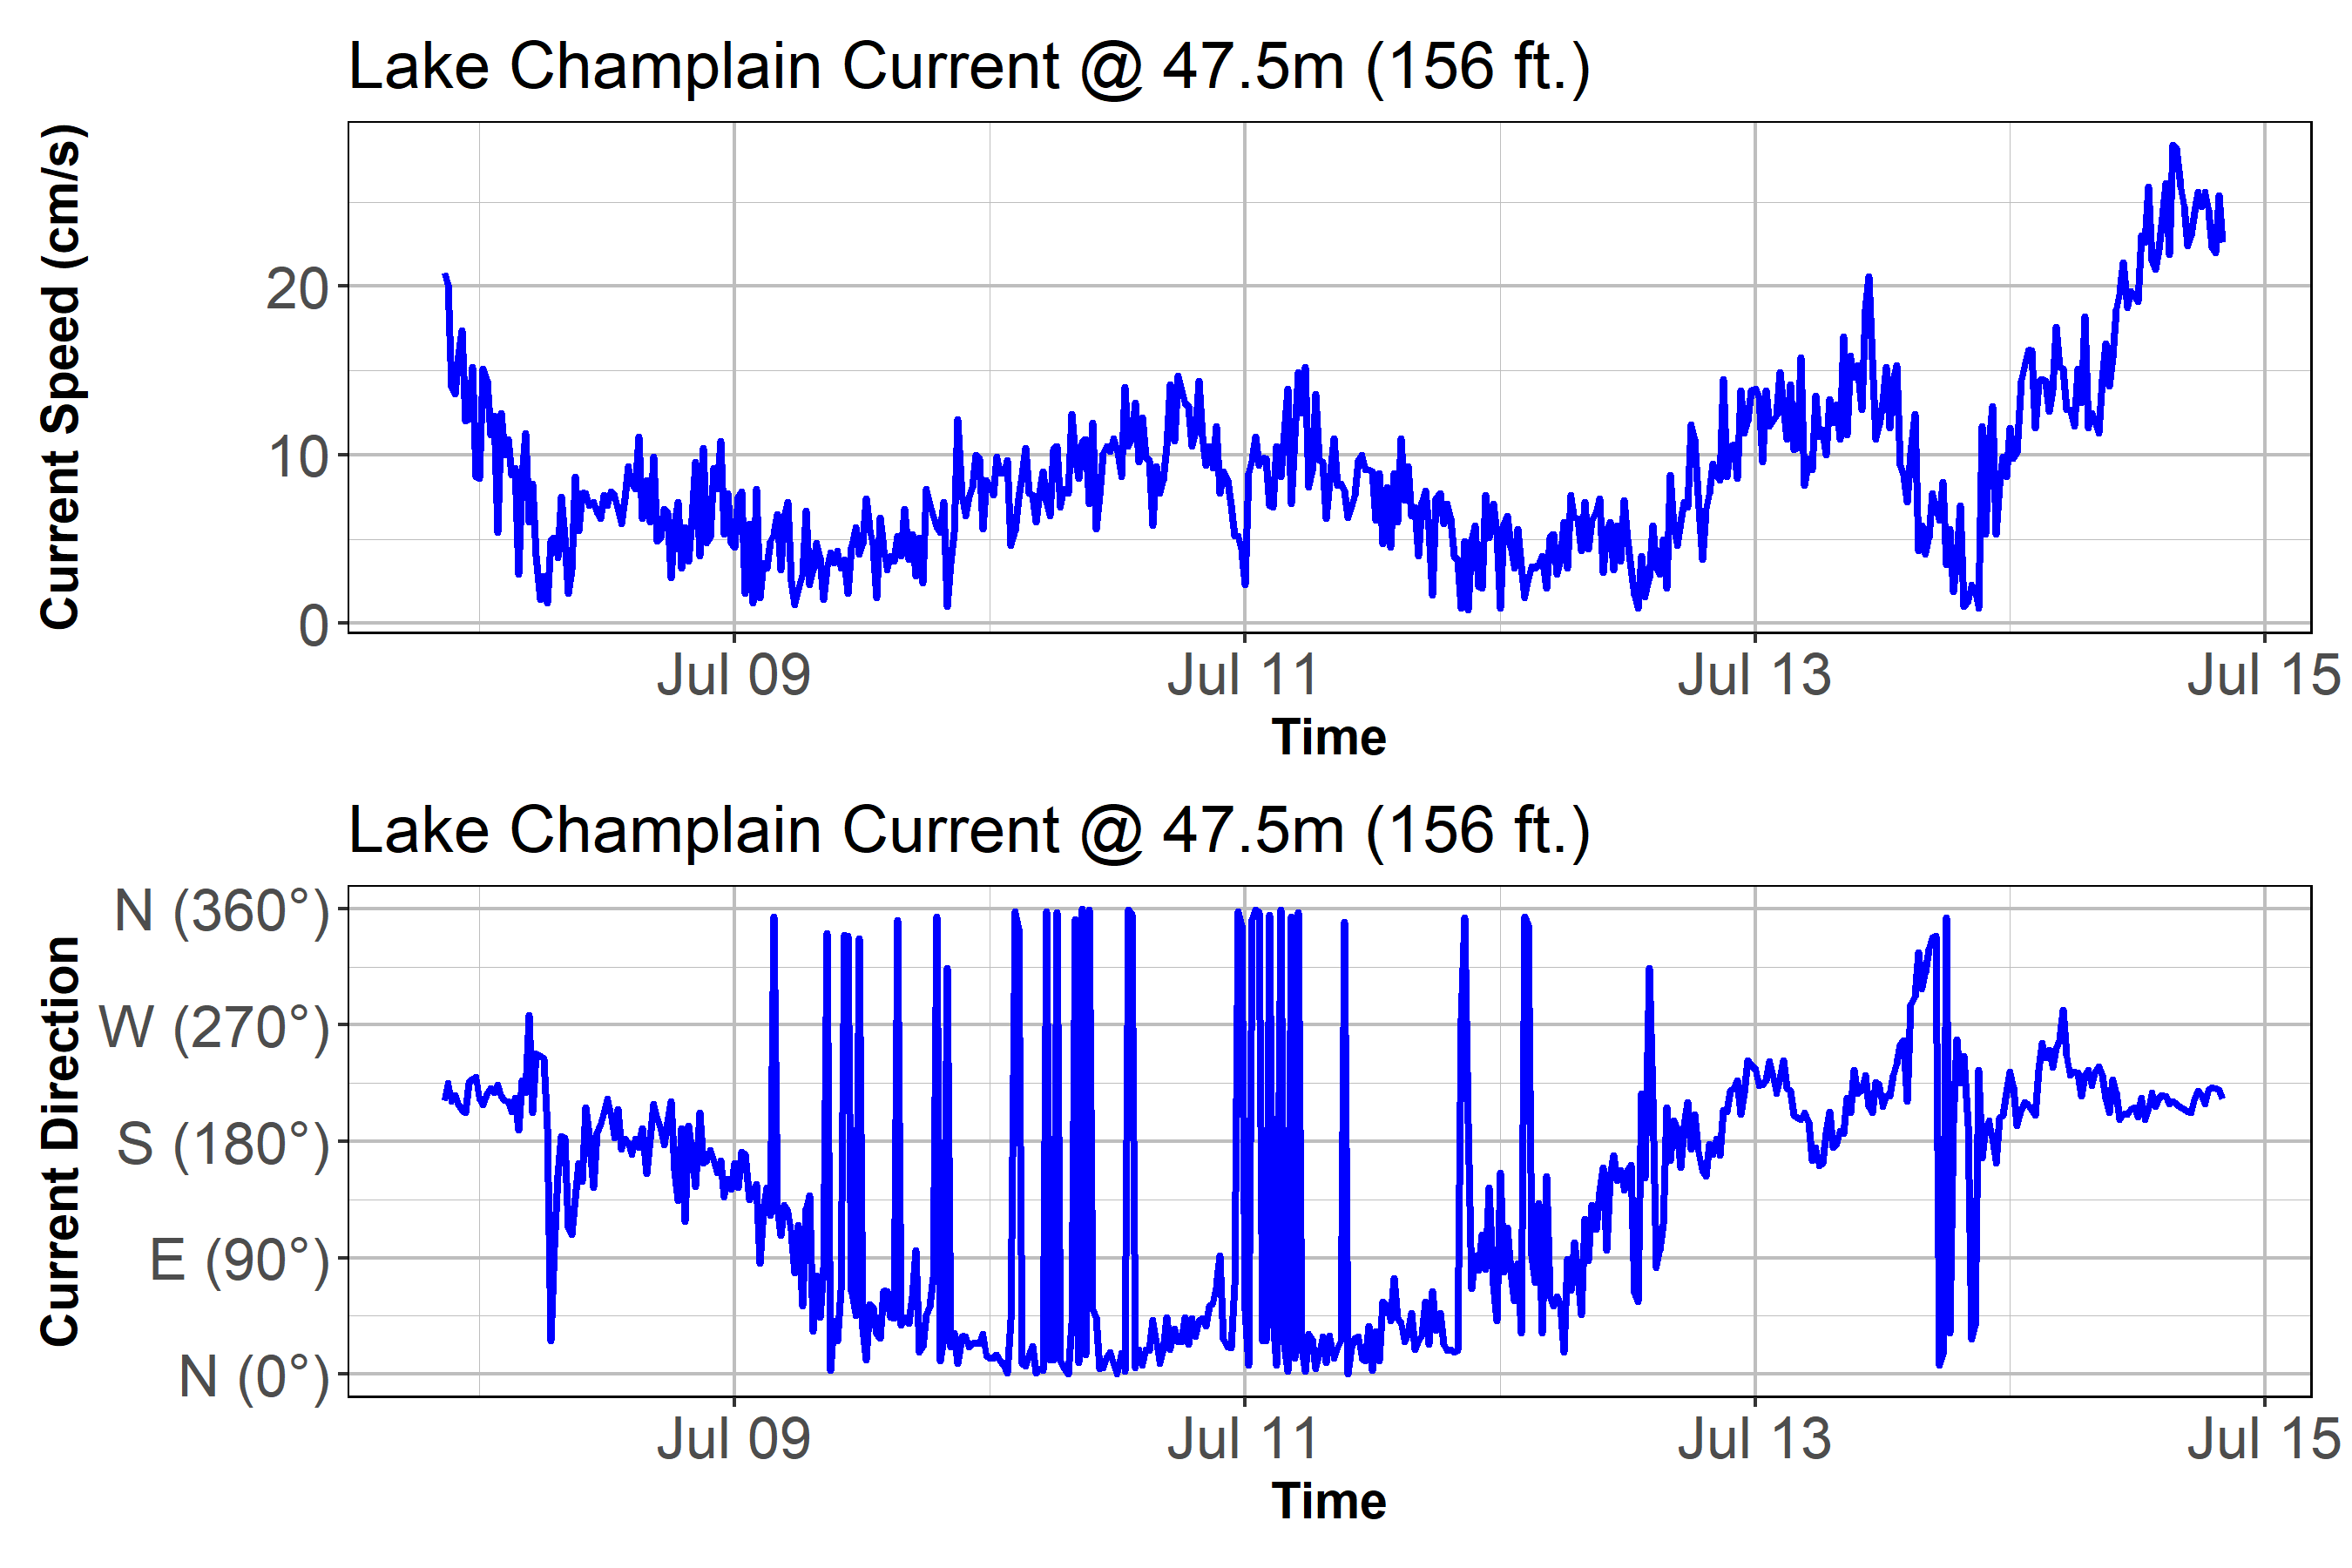 Lake Champlain Current @ 47.5m (156 ft.)
Current Speed (cm/s)
20
10
0
Jul 09 Jul 11 Jul 13 Jul 15
Time
Lake Champlain Current @ 47.5m (156 ft.)
Current Direction
N (360°)
W (270°)
S (180°)
E (90°)
N (0°)
Jul 09 Jul 11 Jul 13 Jul 15
Time